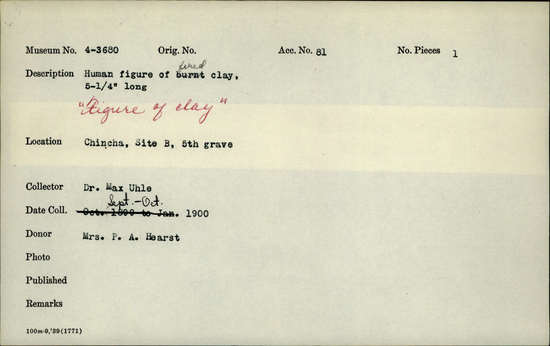 Museum No. 4-3680 Orig. No. Acc. No. 81 No. Pieces 1
Description Human figure of burnt fired clay,
5-1/4" long
"Figure of clay"
Location Chincha, Site B, 5th grave
Collector Dr. Max Uhle
Sept.-Oct.
Date Coll. Oct. 1899 to Jan. 1900
Donor Mrs. P. A. Hearst
Photo
Published
Remarks
100m-9,'39(1771)